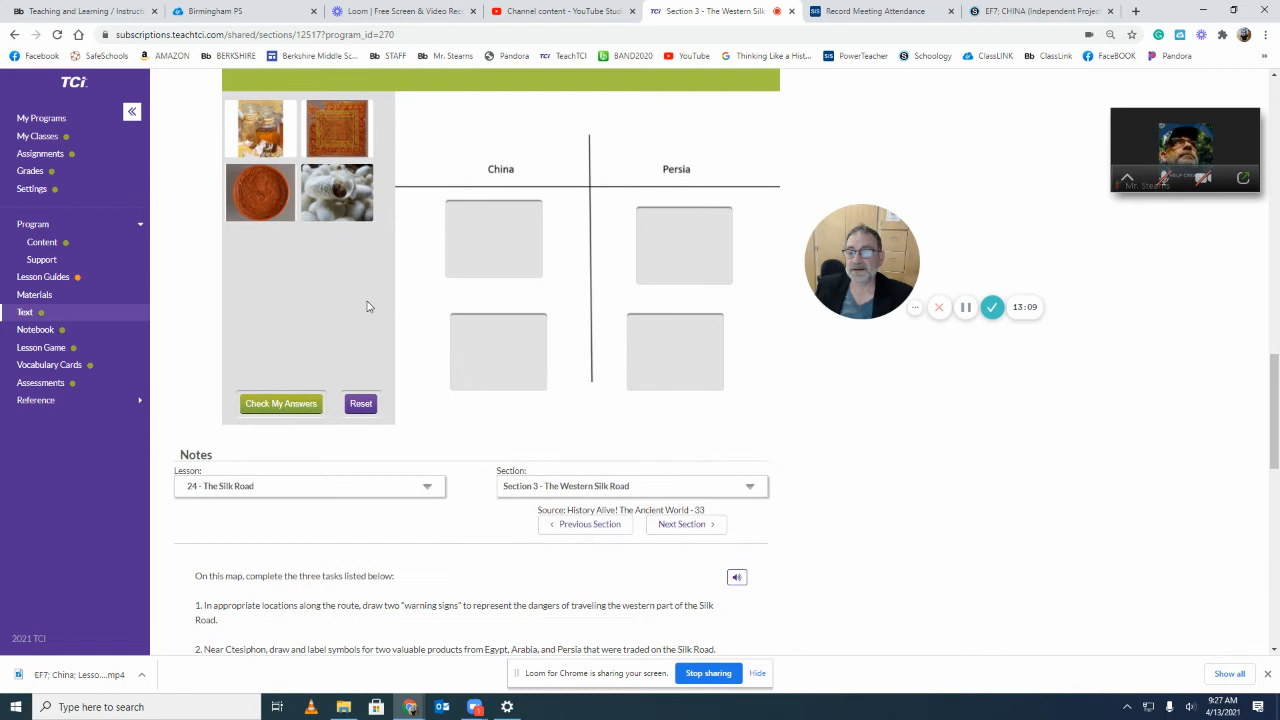 Teaching and Learning / Instruct
Birmingham PS
Loom | Free Screen & Video Rec
Channel content - YouTube Stud
Section 3 - The Western Silk
Record Meeting Attendance
EF7; CHINA (Independent Proje
subscriptions.teachtci.com/shared/sections/12517?program_id=270
Facebook
SafeSchools
AMAZON
Bb BERKSHIRE
Berkshire Middle Sc...
Bb STAFF
Bb Mr. Stearns
Pandora
TCi TeachTCI
BAND2020
YouTube
Thinking Like a Hist...
PowerTeacher
Schoology
ClassLINK
Bb ClassLink
FaceBOOK
Pandora
TCi
My Programs
My Classes
Assignments
Grades
Settings
Program
Content
Support
Lesson Guides
Materials
Text
Notebook
Lesson Game
Vocabulary Cards
Assessments
Reference
2021 TCI
China
Persia
Check My Answers
Reset
Mr. Stearns
13:09
Notes
Lesson:
Section:
24 - The Silk Road
Section 3 - The Western Silk Road
Source: History Alive! The Ancient World - 33
Previous Section
Next Section
On this map, complete the three tasks listed below:
1. In appropriate locations along the route, draw two "warning signs" to represent the dangers of traveling the western part of the Silk
Road.
2. Near Ctesiphon, draw and label symbols for two valuable products from Egypt, Arabia, and Persia that were traded on the Silk Road.
EF7; China; Lesso....mp4
Loom for Chrome is sharing your screen.
Stop sharing
Hide
Show all
Type here to search
9:27 AM
4/13/2021